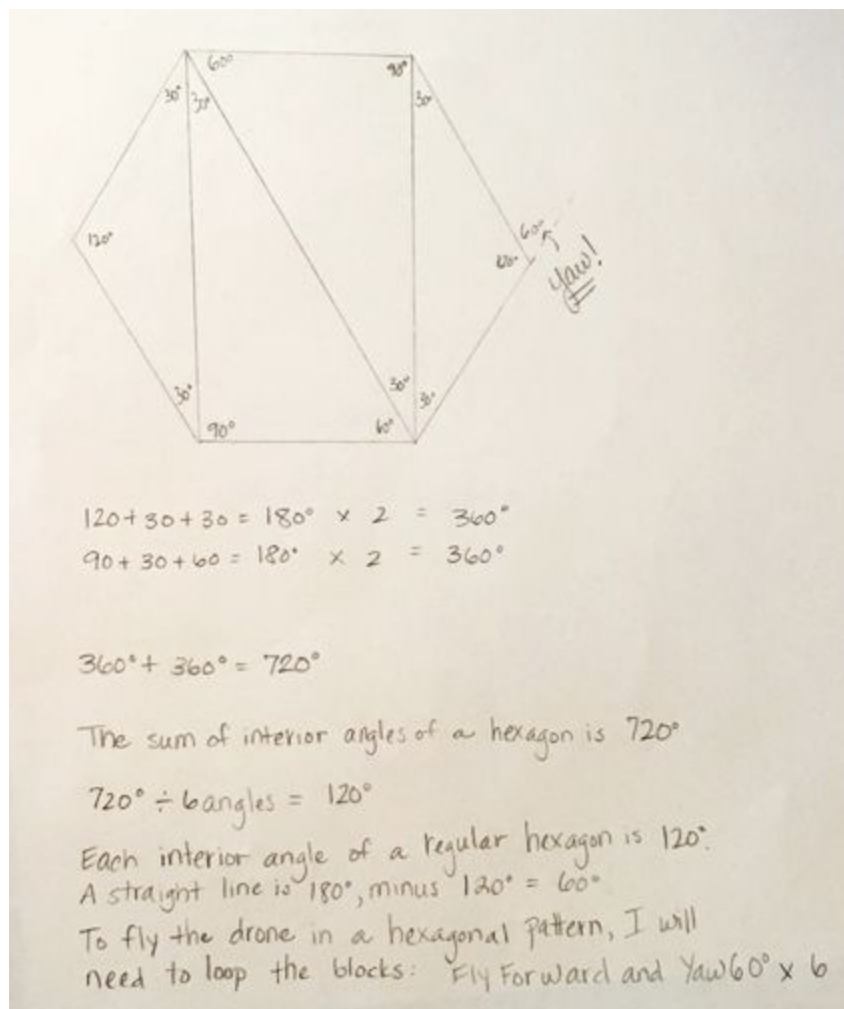 60°
90°
30°
30°
30°
120°
60°
60°
Yaw!
30°
30°
30°
90°
60°
120 + 30 + 30 = 180° x 2 = 360°
90 + 30 + 60 = 180° x 2 = 360°
360° + 360° = 720°
The sum of interior angles of a hexagon is 720°
720° ÷ 6 angles = 120°
Each interior angle of a regular hexagon is 120°.
A straight line is 180°, minus 120° = 60°
To fly the drone in a hexagonal pattern, I will
need to loop the blocks: Fly Forward and Yaw 60° x 6